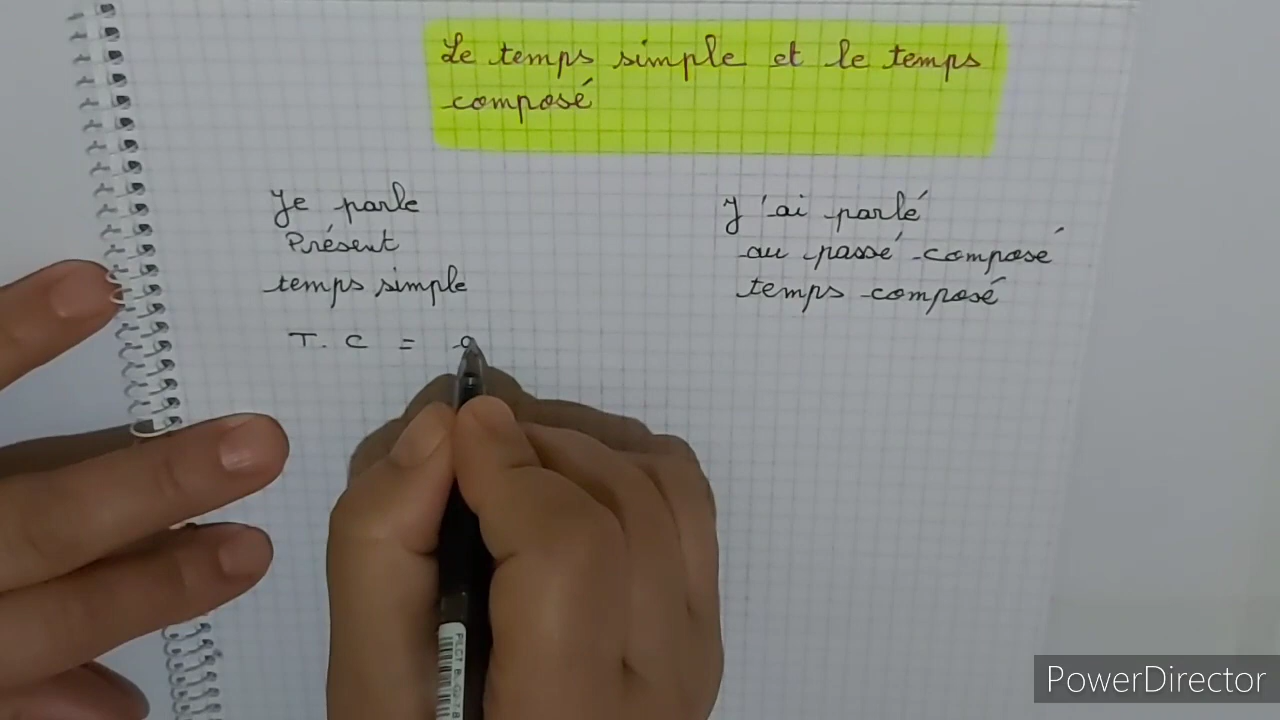 Le temps simple et le temps
composé
Je parle
Présent
temps simple
J'ai parlé
au passé composé
temps composé
T. C = a
PILOT
PowerDirector